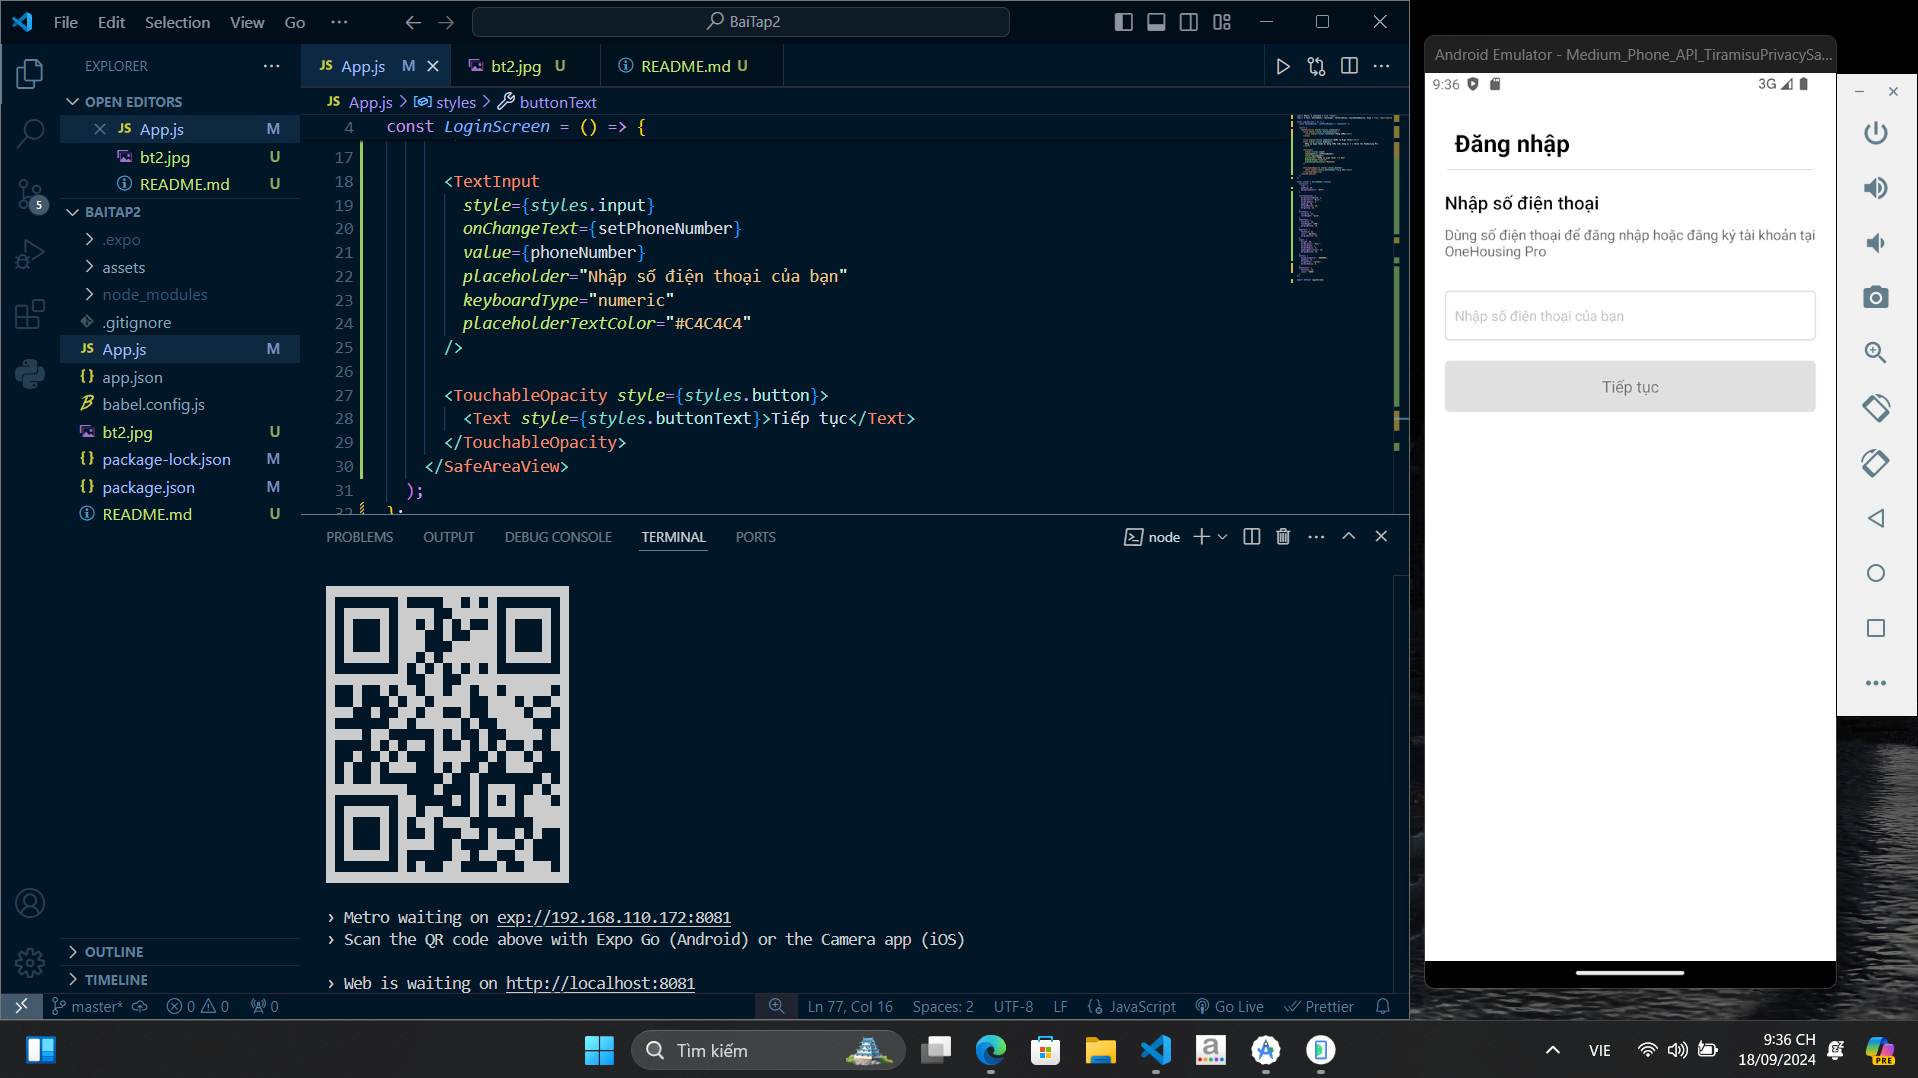 File Edit Selection View Go ···
BaiTap2
EXPLORER
OPEN EDITORS
App.js M
bt2.jpg U
README.md U
5
BAITAP2
.expo
assets
node_modules
.gitignore
JS App.js M
{} app.json
babel.config.js
bt2.jpg U
{} package-lock.json M
{} package.json M
README.md U
OUTLINE
TIMELINE
JS App.js M
bt2.jpg U
README.md U
JS App.js > styles > buttonText
4 const LoginScreen = () => {
17
18 <TextInput
19 style={styles.input}
20 onChangeText={setPhoneNumber}
21 value={phoneNumber}
22 placeholder="Nhập số điện thoại của bạn"
23 keyboardType="numeric"
24 placeholderTextColor="#C4C4C4"
25 />
26
27 <TouchableOpacity style={styles.button}>
28 <Text style={styles.buttonText}>Tiếp tục</Text>
29 </TouchableOpacity>
30 </SafeAreaView>
31 );
32 };
PROBLEMS OUTPUT DEBUG CONSOLE TERMINAL PORTS
node
› Metro waiting on exp://192.168.110.172:8081
› Scan the QR code above with Expo Go (Android) or the Camera app (iOS)
› Web is waiting on http://localhost:8081
master* 0 0 0
Ln 77, Col 16 Spaces: 2 UTF-8 LF {} JavaScript Go Live Prettier
Android Emulator - Medium_Phone_API_TiramisuPrivacySa...
9:36 3G
Đăng nhập
Nhập số điện thoại
Dùng số điện thoại để đăng nhập hoặc đăng ký tài khoản tại
OneHousing Pro
Nhập số điện thoại của bạn
Tiếp tục
Tìm kiếm
a
VIE
9:36 CH
18/09/2024
PRE